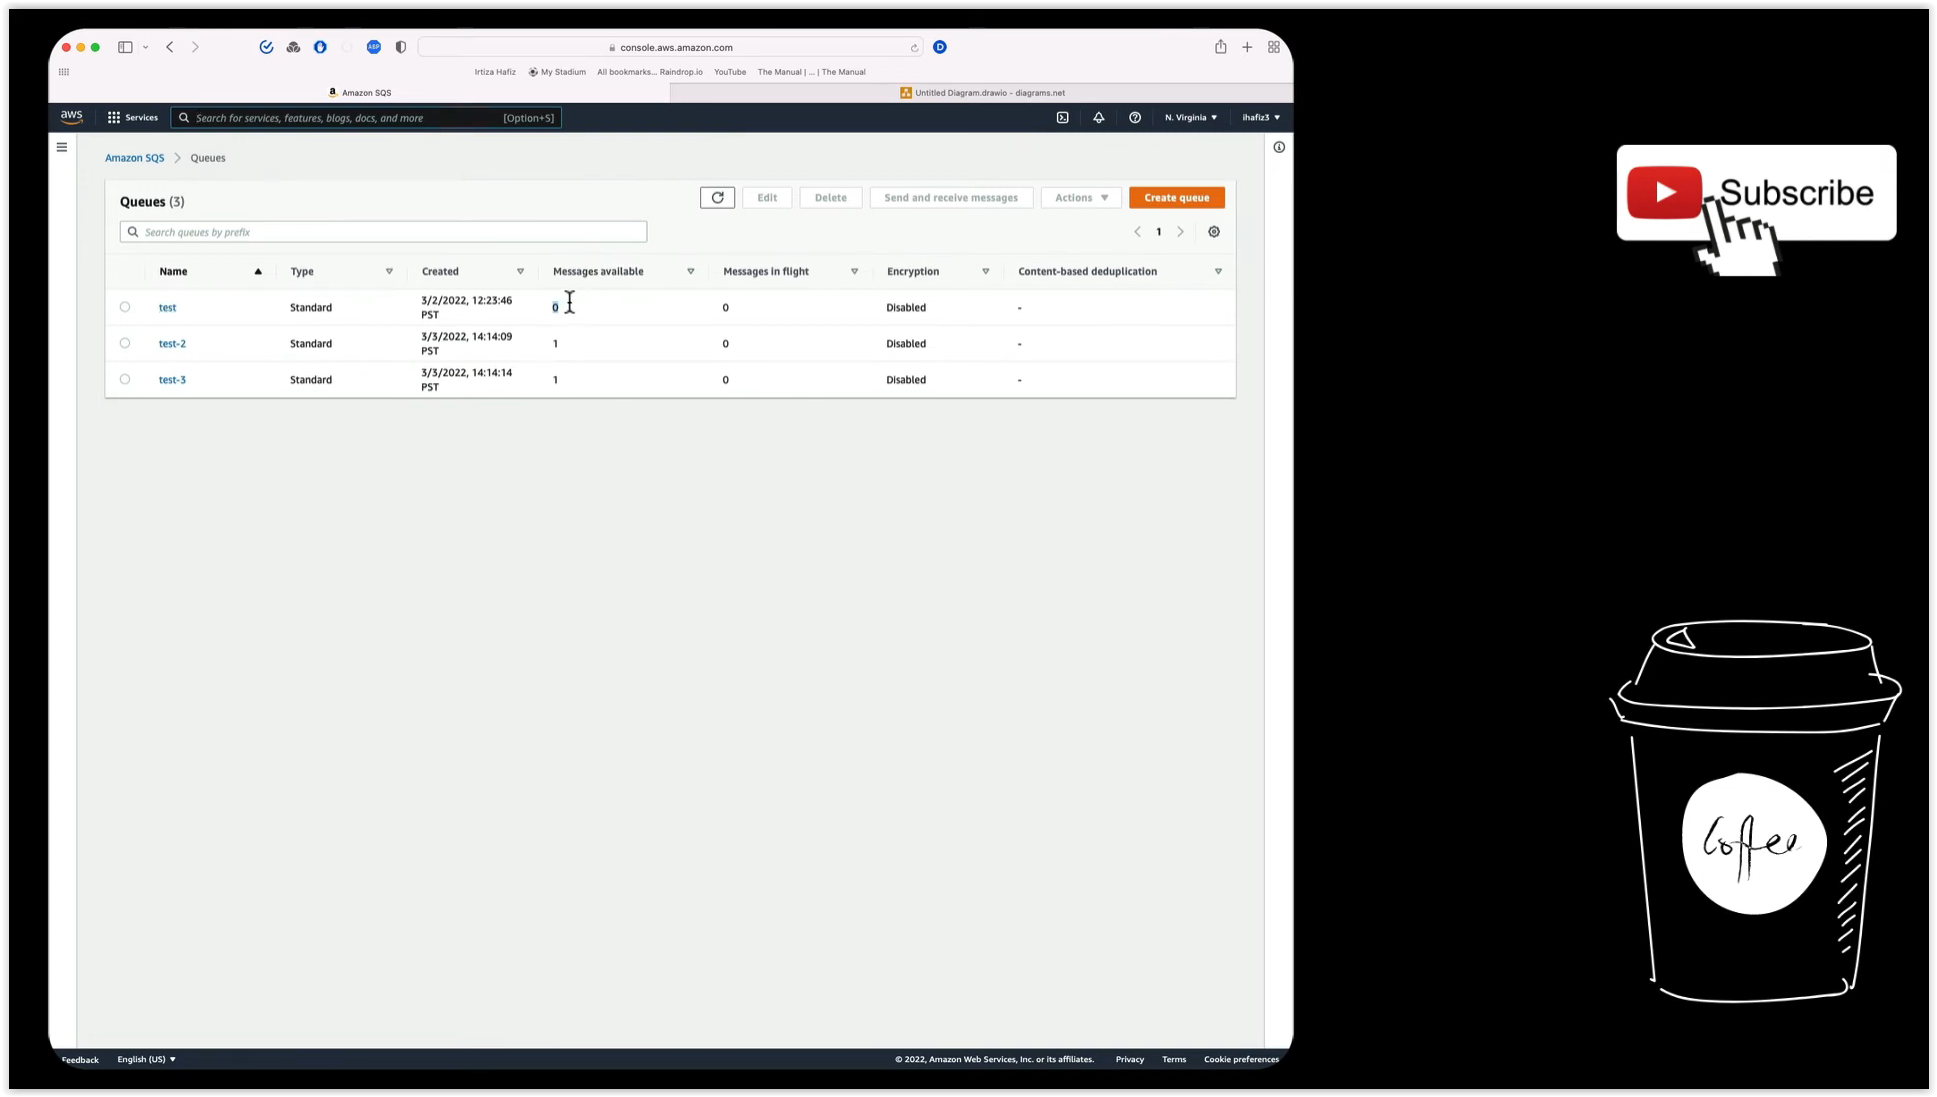 console.aws.amazon.com
ABP
D
Irtiza Hafiz My Stadium All bookmarks... Raindrop.io YouTube The Manual | ... | The Manual
a Amazon SQS
Untitled Diagram.drawio - diagrams.net
aws Services Search for services, features, blogs, docs, and more [Option+S] N. Virginia ▼ ihafiz3 ▼
Amazon SQS > Queues
Queues (3) Edit Delete Send and receive messages Actions ▼ Create queue
Search queues by prefix < 1 >
Name Type Created Messages available Messages in flight Encryption Content-based deduplication
test Standard 3/2/2022, 12:23:46 PST 0 0 Disabled -
test-2 Standard 3/3/2022, 14:14:09 PST 1 0 Disabled -
test-3 Standard 3/3/2022, 14:14:14 PST 1 0 Disabled -
Feedback English (US) ▼ © 2022, Amazon Web Services, Inc. or its affiliates. Privacy Terms Cookie preferences
Subscribe
Coffee